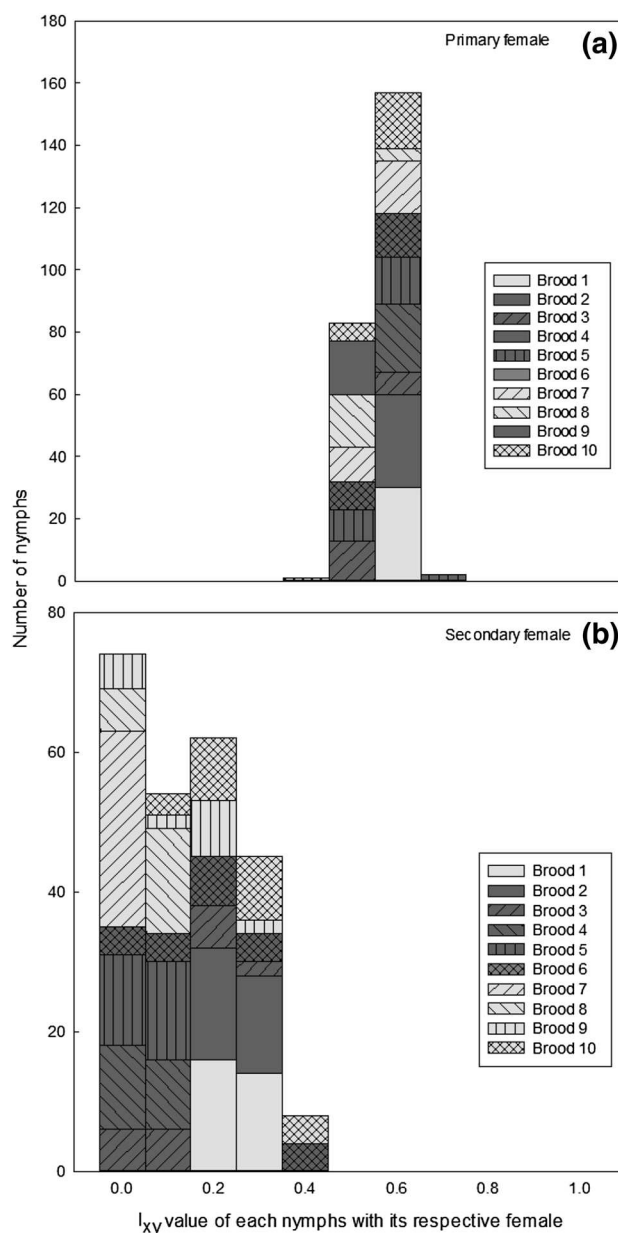 180
Primary female (a)
160
140
120
100
80
60
40
20
0
Brood 1
Brood 2
Brood 3
Brood 4
Brood 5
Brood 6
Brood 7
Brood 8
Brood 9
Brood 10
Number of nymphs
80
Secondary female (b)
60
40
20
0
Brood 1
Brood 2
Brood 3
Brood 4
Brood 5
Brood 6
Brood 7
Brood 8
Brood 9
Brood 10
0.0 0.2 0.4 0.6 0.8 1.0
Ixy value of each nymphs with its respective female